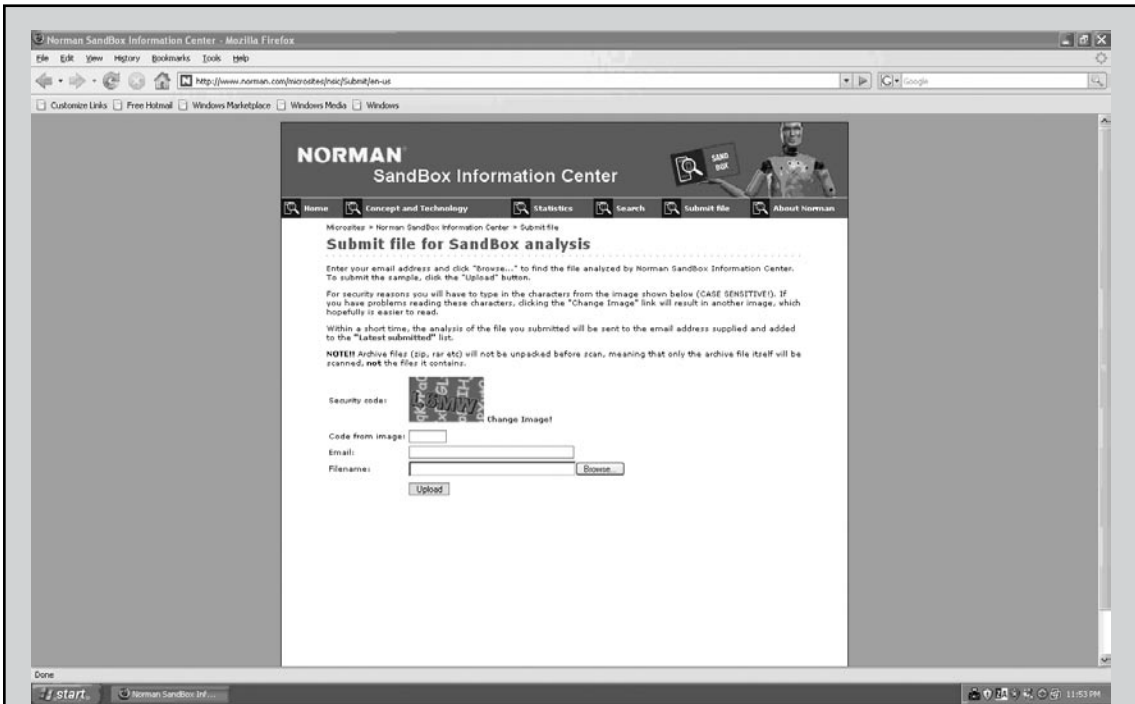 Norman SandBox Information Center - Mozilla Firefox
File Edit View History Bookmarks Tools Help
http://www.norman.com/microsites/nsic/Submit/en-us
Google
Customize Links Free Hotmail Windows Marketplace Windows Media Windows
NORMAN
SandBox Information Center
SAND
BOX
Home Concept and Technology Statistics Search Submit file About Norman
Microsites > Norman SandBox Information Center > Submit file
Submit file for SandBox analysis
Enter your email address and click "Browse..." to find the file analyzed by Norman SandBox Information Center.
To submit the sample, click the "Upload" button.
For security reasons you will have to type in the characters from the image shown below (CASE SENSITIVE!). If
you have problems reading these characters, clicking the "Change Image" link will result in another image, which
hopefully is easier to read.
Within a short time, the analysis of the file you submitted will be sent to the email address supplied and added
to the "Latest submitted" list.
NOTE!! Archive files (zip, rar etc) will not be unpacked before scan, meaning that only the archive file itself will be
scanned, not the files it contains.
Security code:
Change Image!
Code from image:
Email:
Filename:
Browse...
Upload
Done
start
Norman SandBox Inf...
11:53 PM